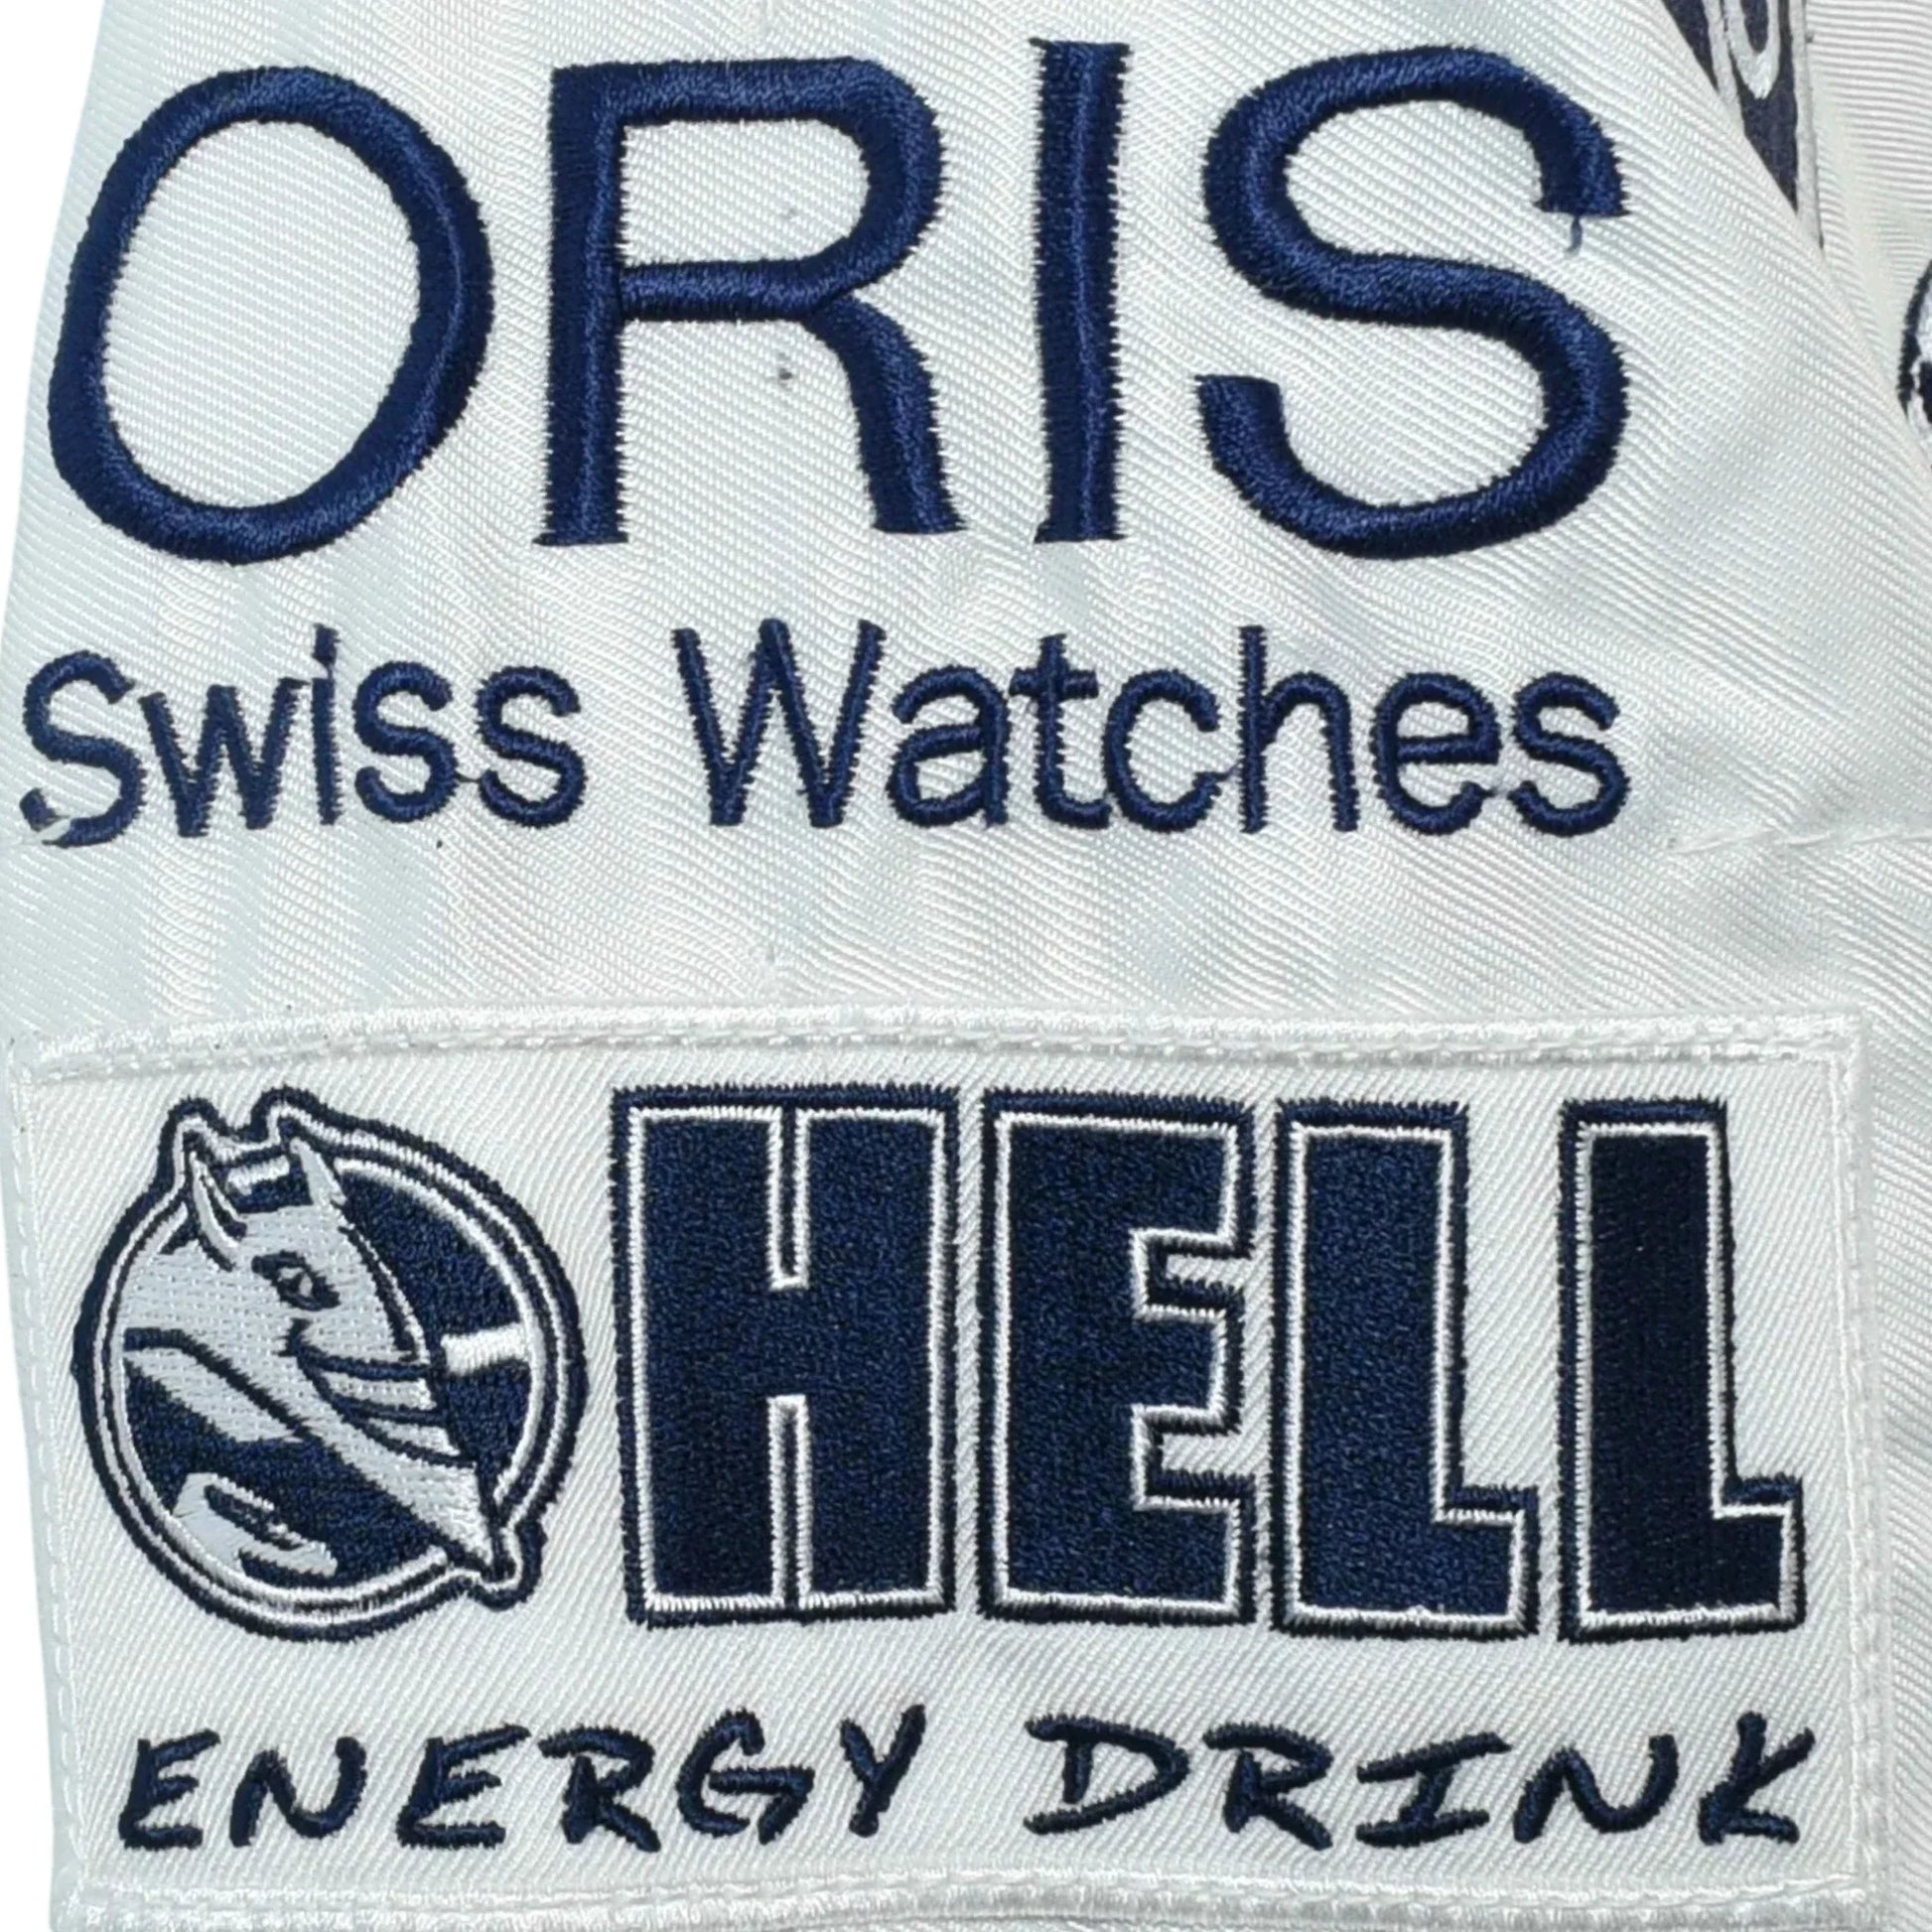 ORIS
Swiss Watches
HELL
ENERGY DRINK